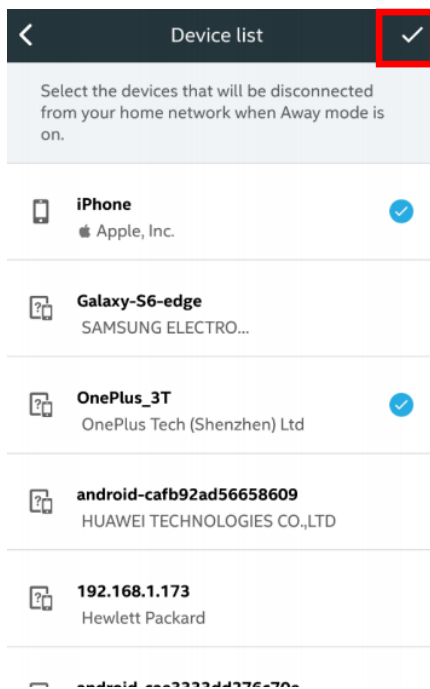 Device list
Select the devices that will be disconnected
from your home network when Away mode is
on.
iPhone
Apple, Inc.
Galaxy-S6-edge
SAMSUNG ELECTRO...
OnePlus_3T
OnePlus Tech (Shenzhen) Ltd
android-cafb92ad56658609
HUAWEI TECHNOLOGIES CO.,LTD
192.168.1.173
Hewlett Packard